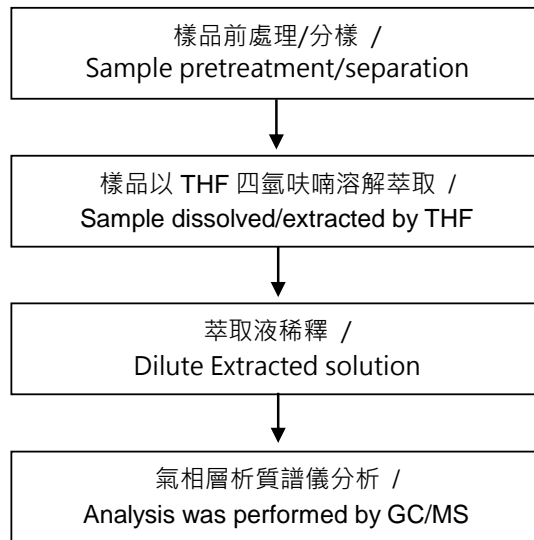 樣品前處理/分樣 /
Sample pretreatment/separation
樣品以 THF 四氫呋喃溶解萃取 /
Sample dissolved/extracted by THF
萃取液稀釋 /
Dilute Extracted solution
氣相層析質譜儀分析 /
Analysis was performed by GC/MS